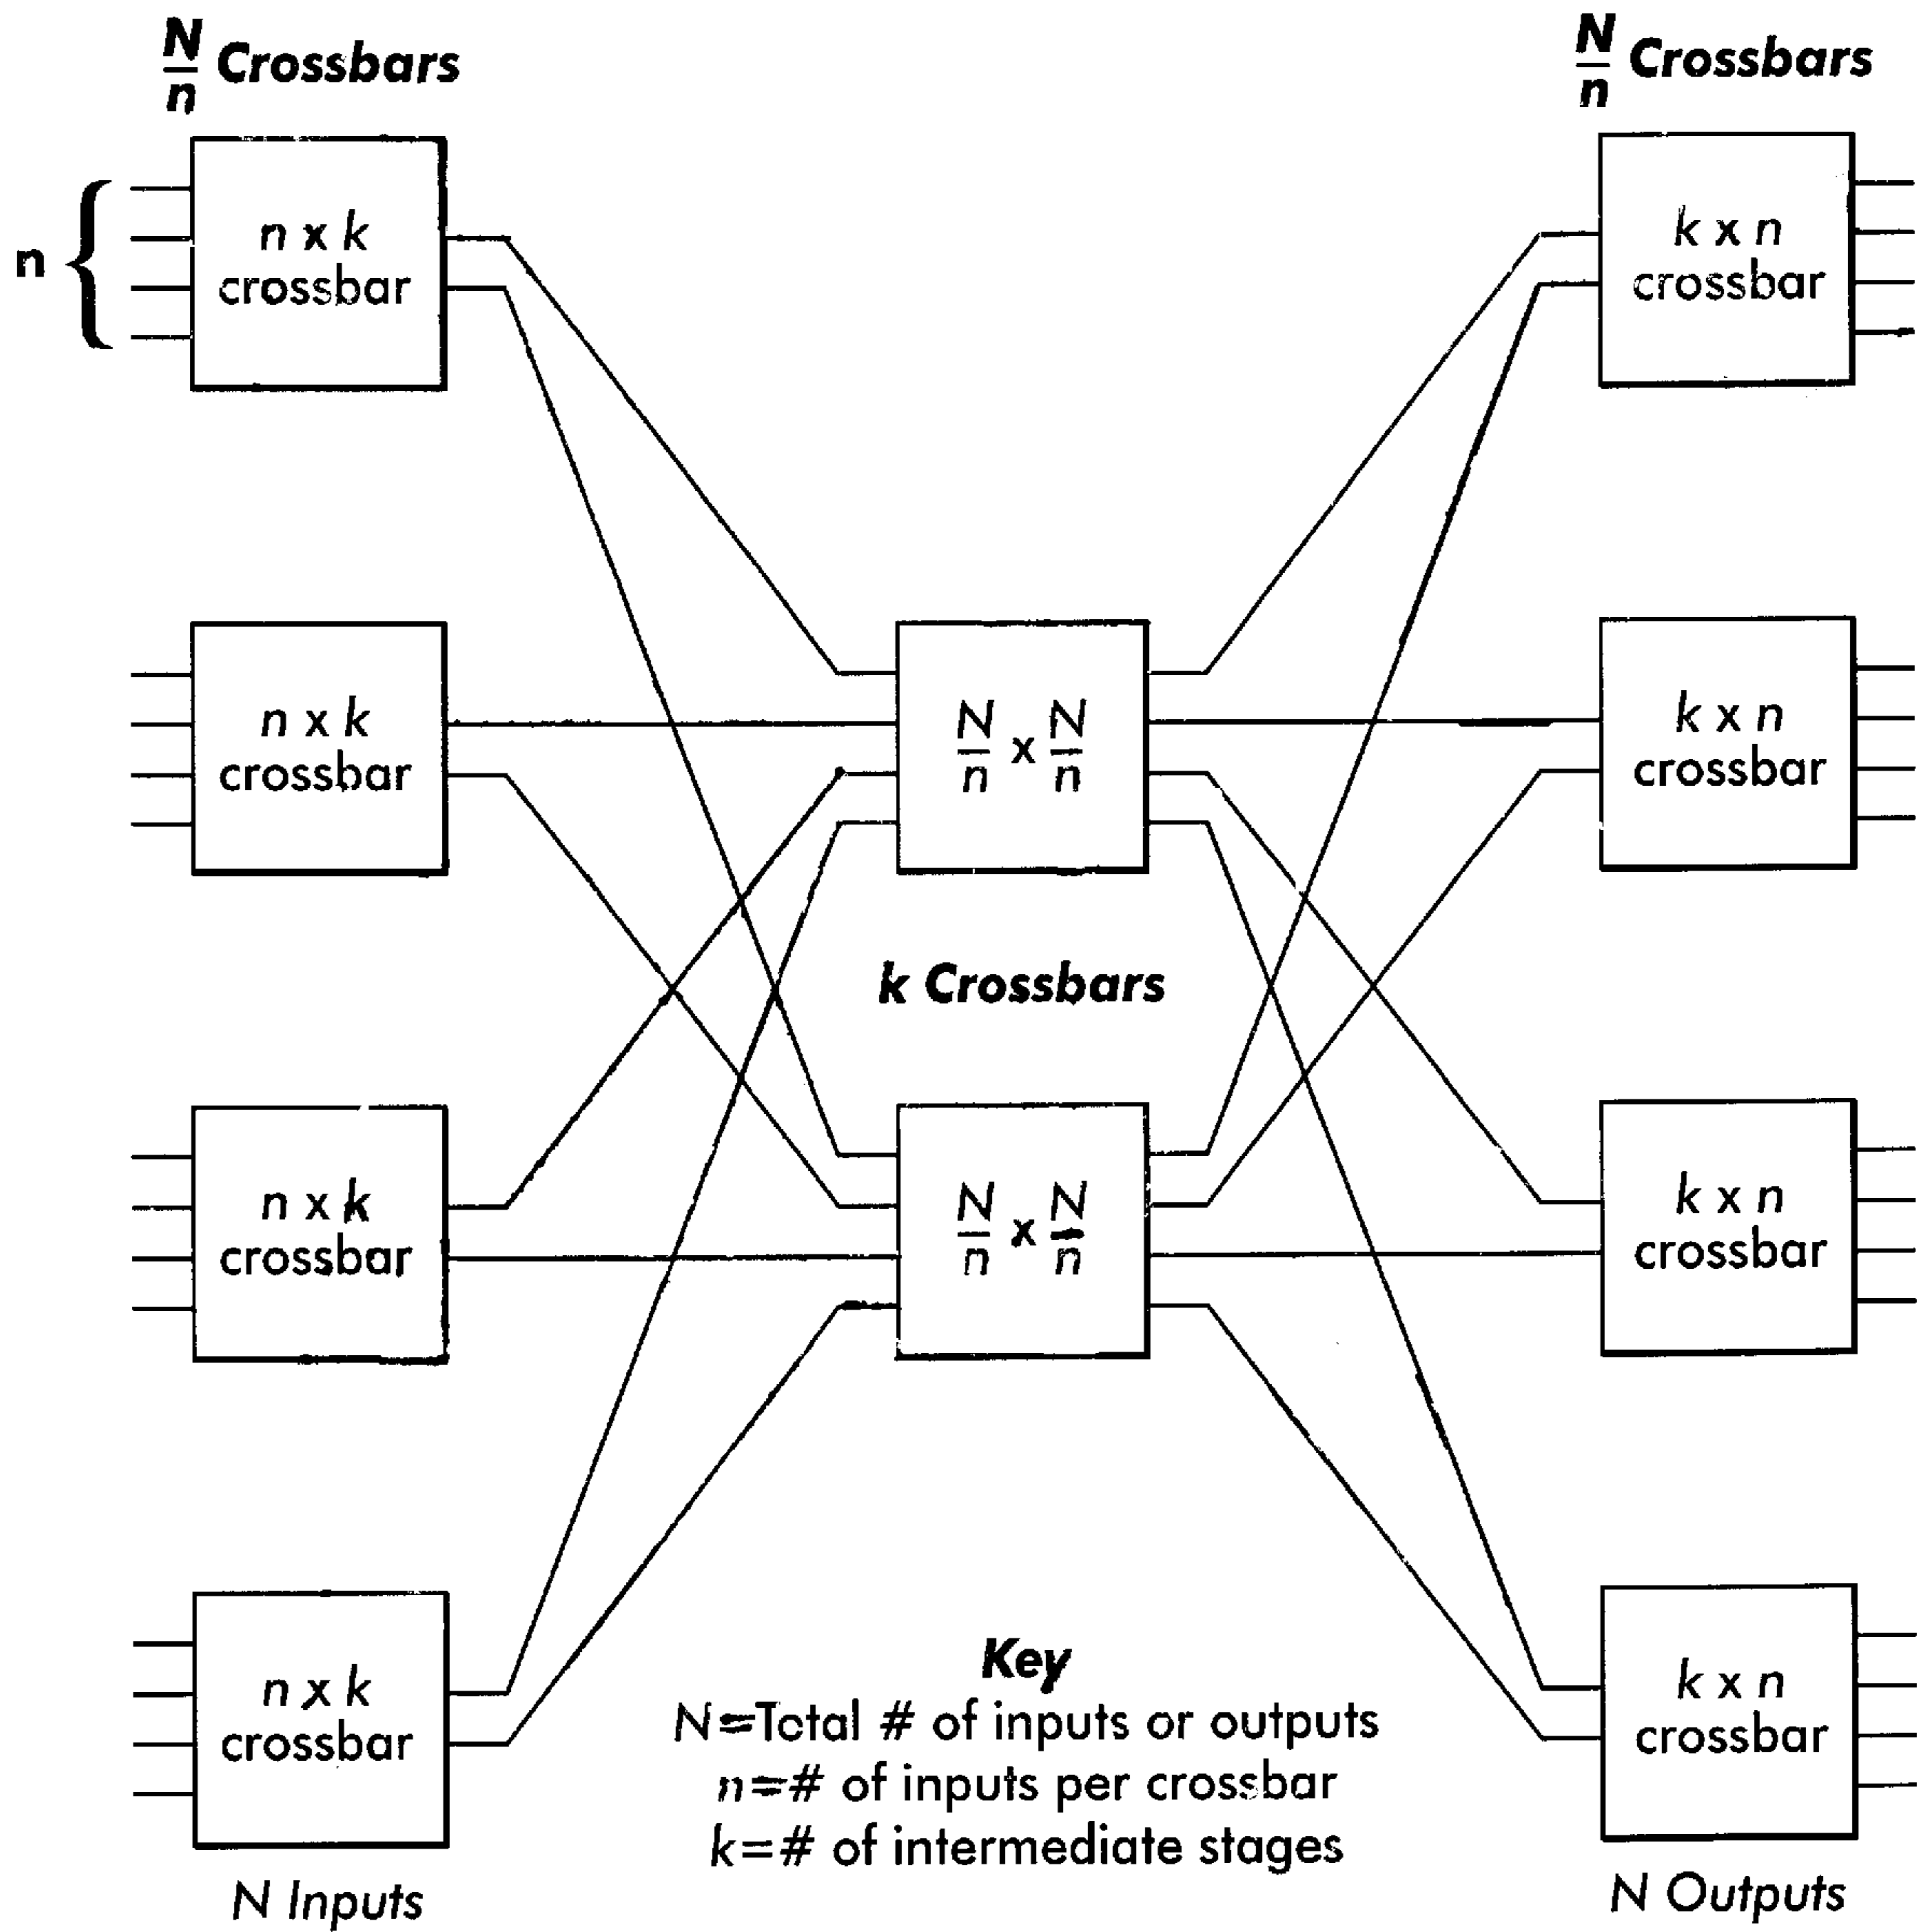 N/n Crossbars
N/n Crossbars
n
n x k
crossbar
k x n
crossbar
n x k
crossbar
N/n x N/n
k x n
crossbar
k Crossbars
n x k
crossbar
N/n x N/n
k x n
crossbar
n x k
crossbar
k x n
crossbar
Key
N=Total # of inputs or outputs
n=# of inputs per crossbar
k=# of intermediate stages
N Inputs
N Outputs